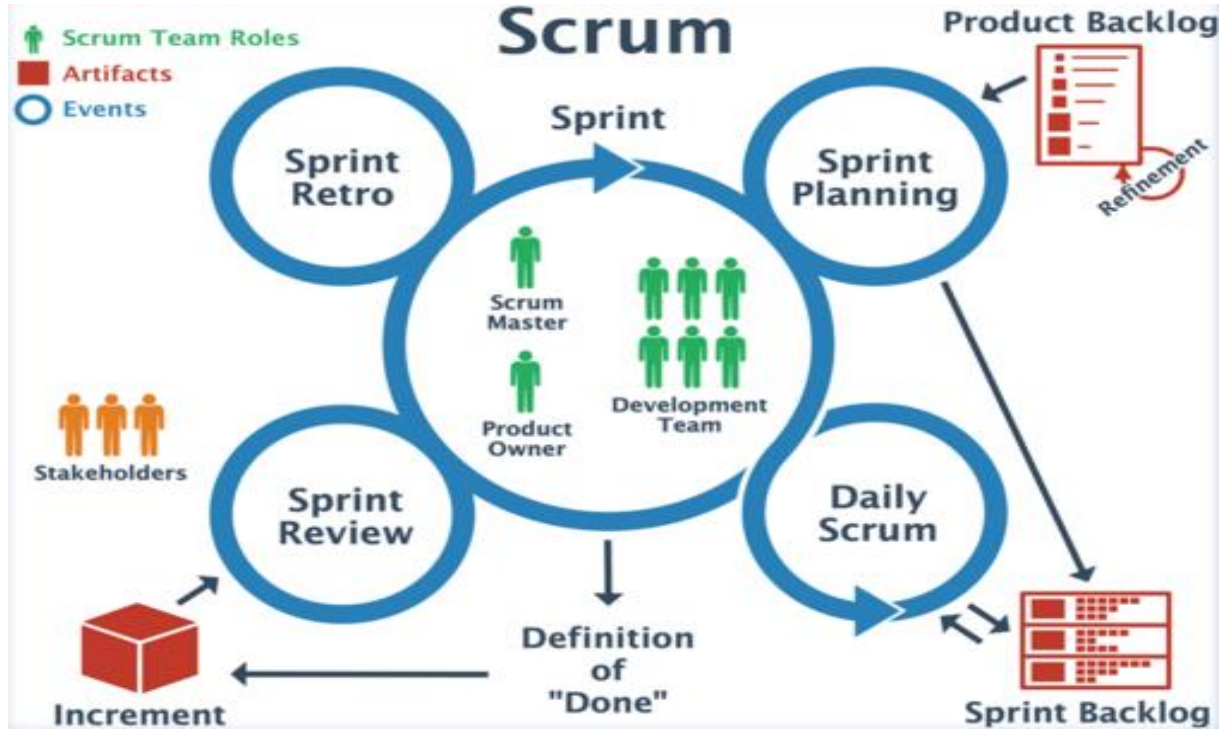 Scrum
Scrum Team Roles
Artifacts
Events
Product Backlog
Refinement
Sprint
Sprint
Retro
Sprint
Planning
Scrum
Master
Product
Owner
Development
Team
Stakeholders
Sprint
Review
Daily
Scrum
Definition
of
"Done"
Increment
Sprint Backlog